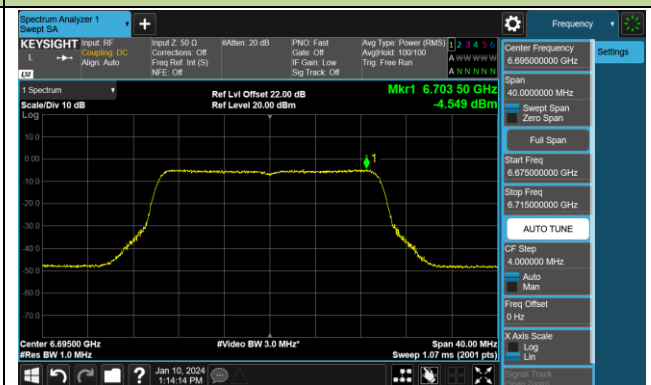 Spectrum Analyzer 1
Swept SA
+
Frequency
KEYSIGHT
L
LXI
Input: RF
Coupling: DC
Align: Auto
Input Z: 50 Ω
Corrections: Off
Freq Ref: Int (S)
NFE: Off
#Atten: 20 dB
PNO: Fast
Gate: Off
IF Gain: Low
Sig Track: Off
Avg Type: Power (RMS)
Avg|Hold: 100/100
Trig: Free Run
1 2 3 4 5 6
A W W W W W
A N N N N N
1 Spectrum
Scale/Div 10 dB
Log
Ref Lvl Offset 22.00 dB
Ref Level 20.00 dBm
Mkr1 6.703 50 GHz
-4.549 dBm
10.0
0.00
-10.0
-20.0
-30.0
-40.0
-50.0
-60.0
-70.0
1
Center 6.69500 GHz
#Res BW 1.0 MHz
#Video BW 3.0 MHz*
Span 40.00 MHz
Sweep 1.07 ms (2001 pts)
Jan 10, 2024
1:14:14 PM
Center Frequency
6.695000000 GHz
Span
40.0000000 MHz
Swept Span
Zero Span
Full Span
Start Freq
6.675000000 GHz
Stop Freq
6.715000000 GHz
AUTO TUNE
CF Step
4.000000 MHz
Auto
Man
Freq Offset
0 Hz
X Axis Scale
Log
Lin
Signal Track
Settings